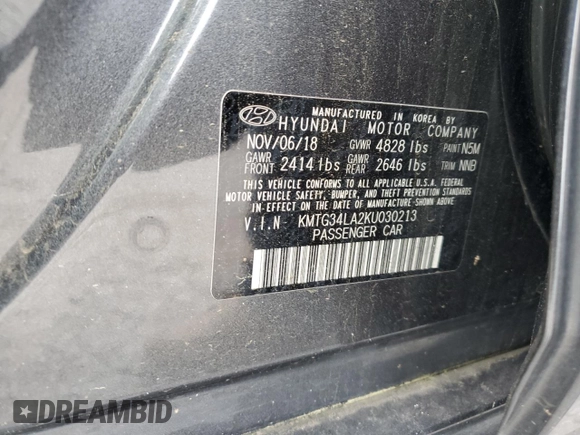 MANUFACTURED IN KOREA BY
HYUNDAI MOTOR COMPANY
NOV/06/18 GVWR 4828 lbs PAINT N5M
GAWR FRONT 2414 lbs GAWR REAR 2646 lbs TRIM NNB
THIS VEHICLE CONFORMS TO ALL APPLICABLE U.S.A. FEDERAL
MOTOR VEHICLE SAFETY, BUMPER, AND THEFT PREVENTION STANDARDS
IN-EFFECT ON THE DATE OF MANUFACTURE-SHOWN ABOVE.
V.I.N KMTG34LA2KU030213
PASSENGER CAR
DREAMBID